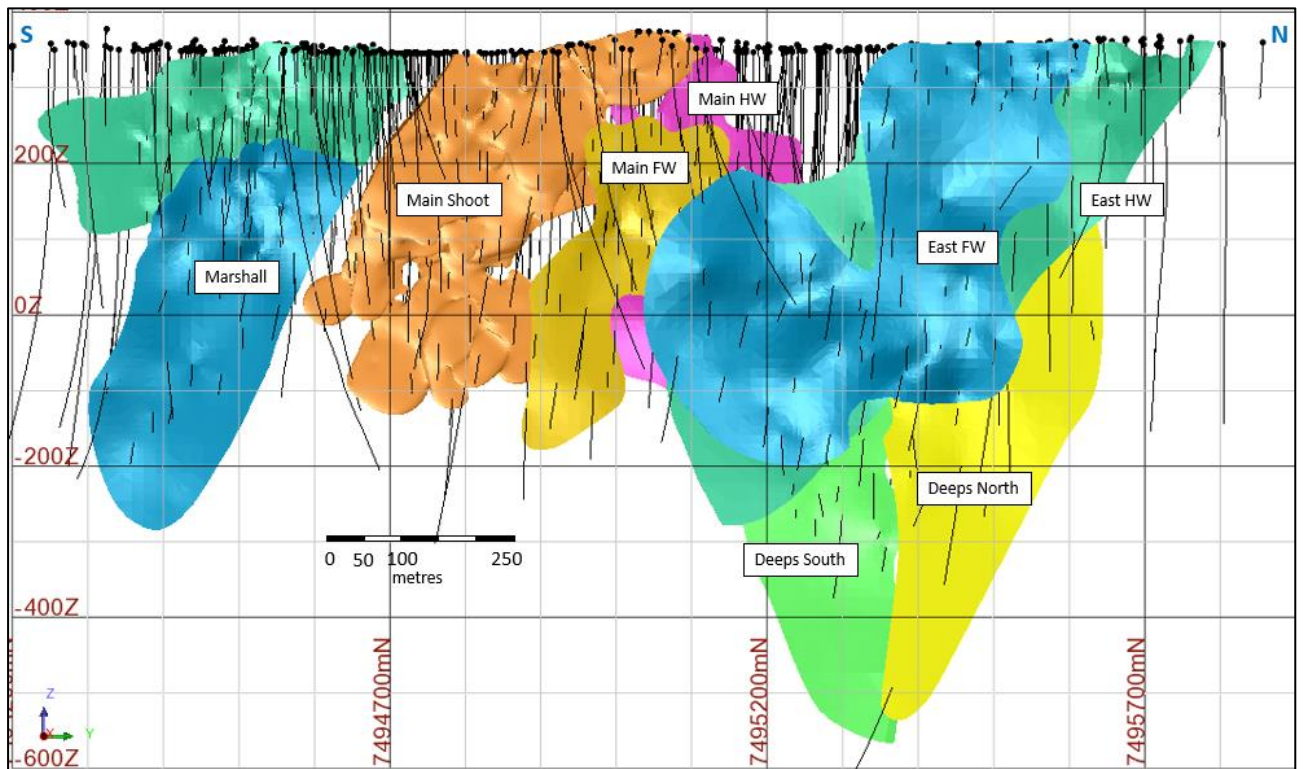 S
N
Main HW
200Z
Main FW
Main Shoot
East HW
East FW
Marshall
0Z
-200Z
Deeps North
0 50 100 250
metres
Deeps South
-400Z
7494700mN
7495200mN
7495700mN
Z
X
Y
-600Z